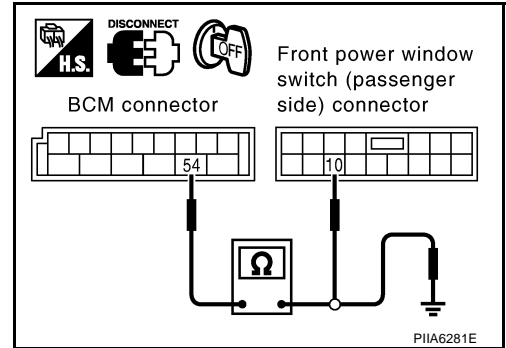 DISCONNECT
H.S.
OFF
Front power window
switch (passenger
side) connector
BCM connector
54
10
Ω
PIIA6281E